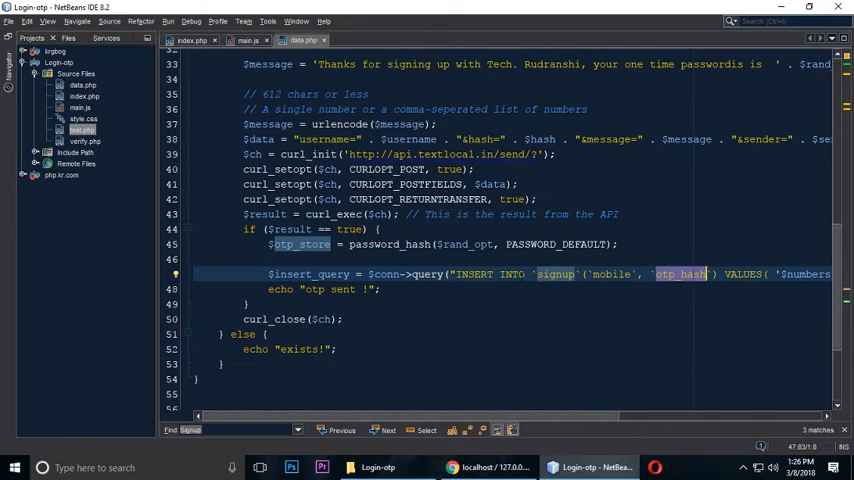 Login-otp - NetBeans IDE 8.2
File Edit View Navigate Source Refactor Run Debug Profile Team Tools Window Help
Search (Ctrl+I)
Projects Files Services
index.php main.js data.php
Navigator
krgbog
Login-otp
Source Files
data.php
index.php
main.js
style.css
test.php
verify.php
Include Path
Remote Files
php.kr.com
32
33 $message = 'Thanks for signing up with Tech. Rudranshi, your one time passwordis is ' . $rand_
34
35 // 612 chars or less
36 // A single number or a comma-seperated list of numbers
37 $message = urlencode($message);
38 $data = "username=" . $username . "&hash=" . $hash . "&message=" . $message . "&sender=" . $se
39 $ch = curl_init('http://api.textlocal.in/send/?');
40 curl_setopt($ch, CURLOPT_POST, true);
41 curl_setopt($ch, CURLOPT_POSTFIELDS, $data);
42 curl_setopt($ch, CURLOPT_RETURNTRANSFER, true);
43 $result = curl_exec($ch); // This is the result from the API
44 if ($result == true) {
45 $otp_store = password_hash($rand_opt, PASSWORD_DEFAULT);
46
$insert_query = $conn->query("INSERT INTO `signup`(`mobile`, `otp_hash`) VALUES( '$numbers
48 echo "otp sent !";
49 }
50 curl_close($ch);
51 } else {
52 echo "exists!";
53 }
54 }
55
56
Find: Signup Previous Next Select 3 matches
47:83/1:8 INS
Type here to search
Login-otp
localhost / 127.0.0....
Login-otp - NetBea...
1:26 PM
3/8/2018